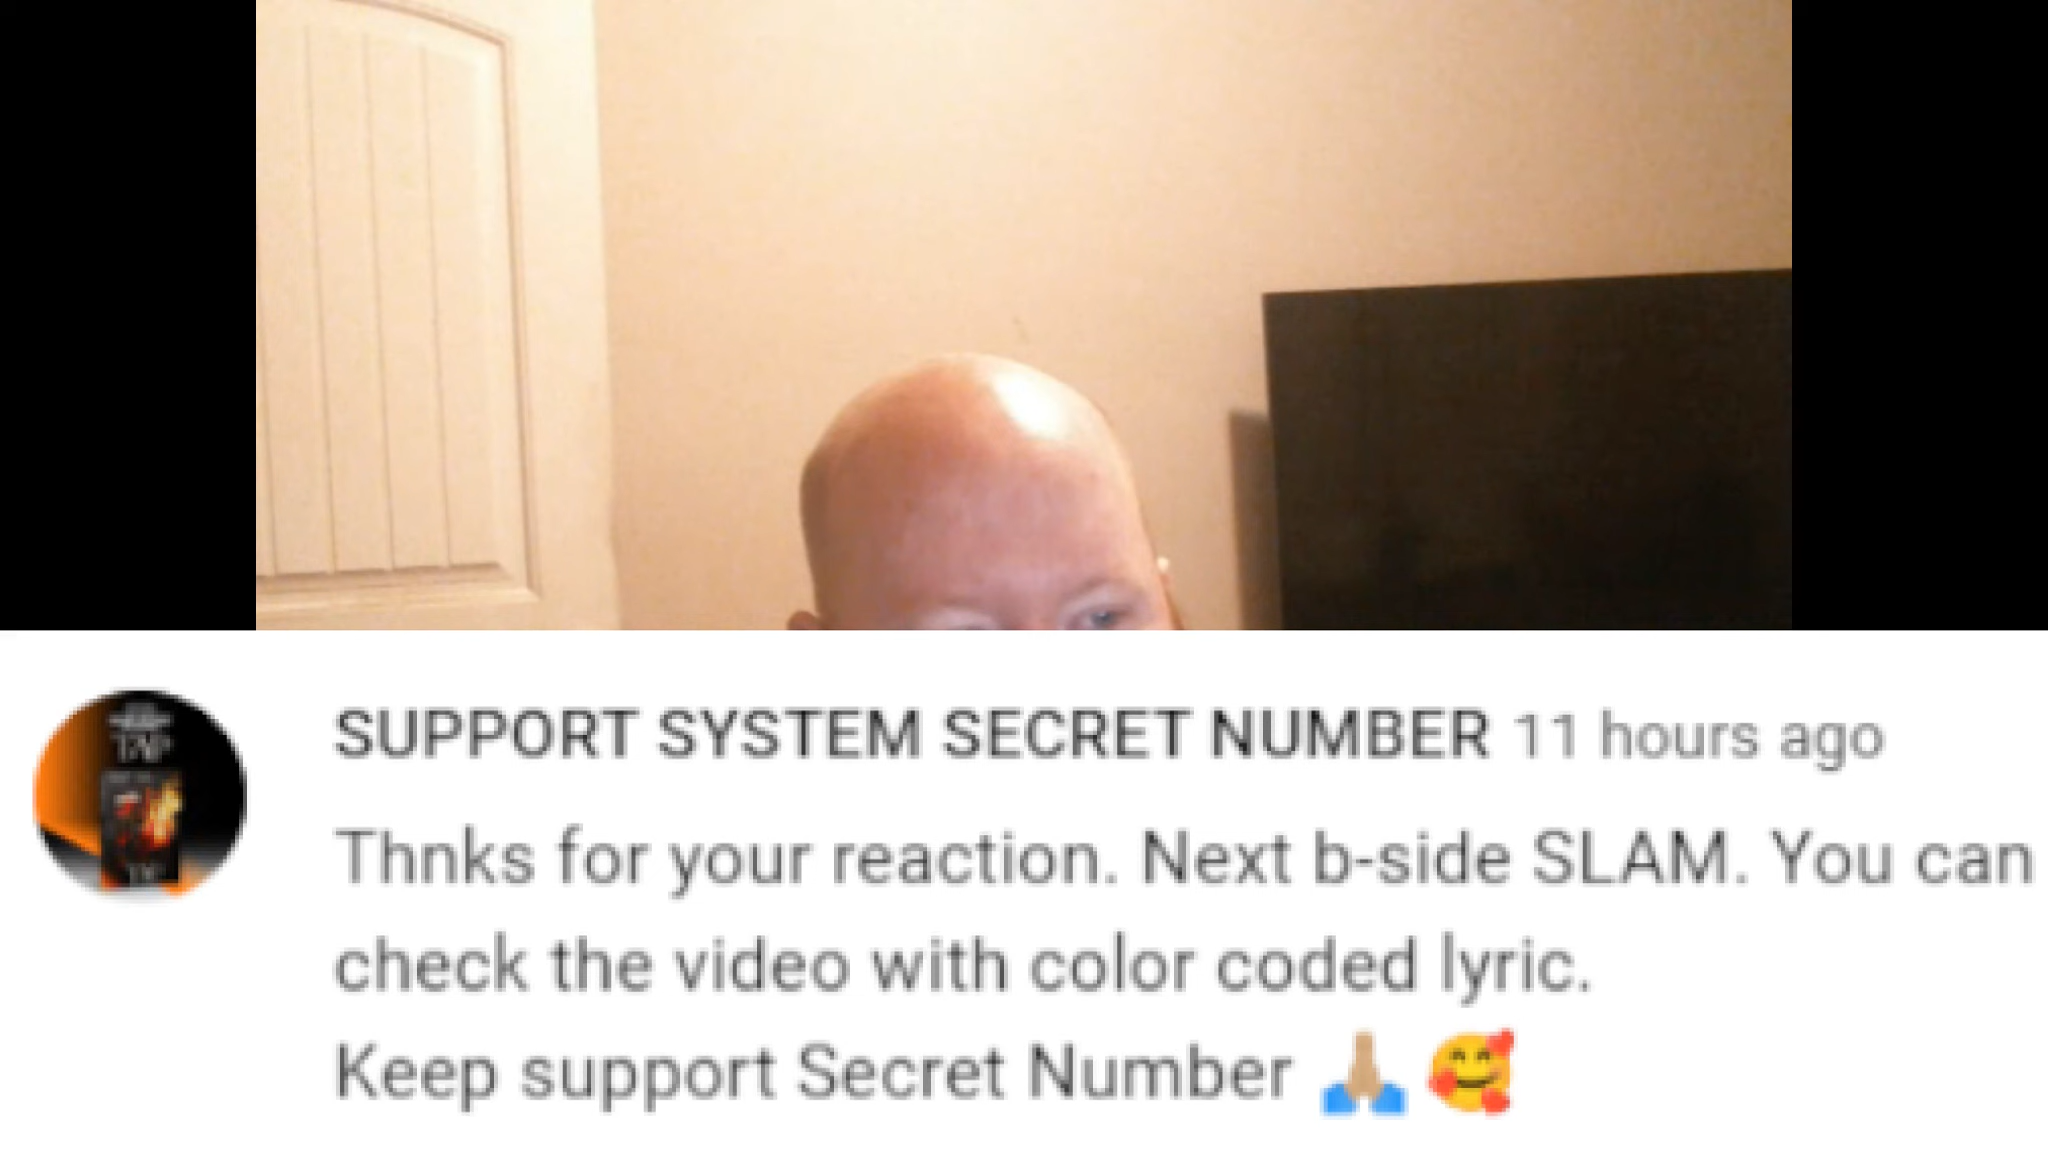 SUPPORT SYSTEM SECRET NUMBER 11 hours ago
Thnks for your reaction. Next b-side SLAM. You can
check the video with color coded lyric.
Keep support Secret Number 🙏🏼 🥰